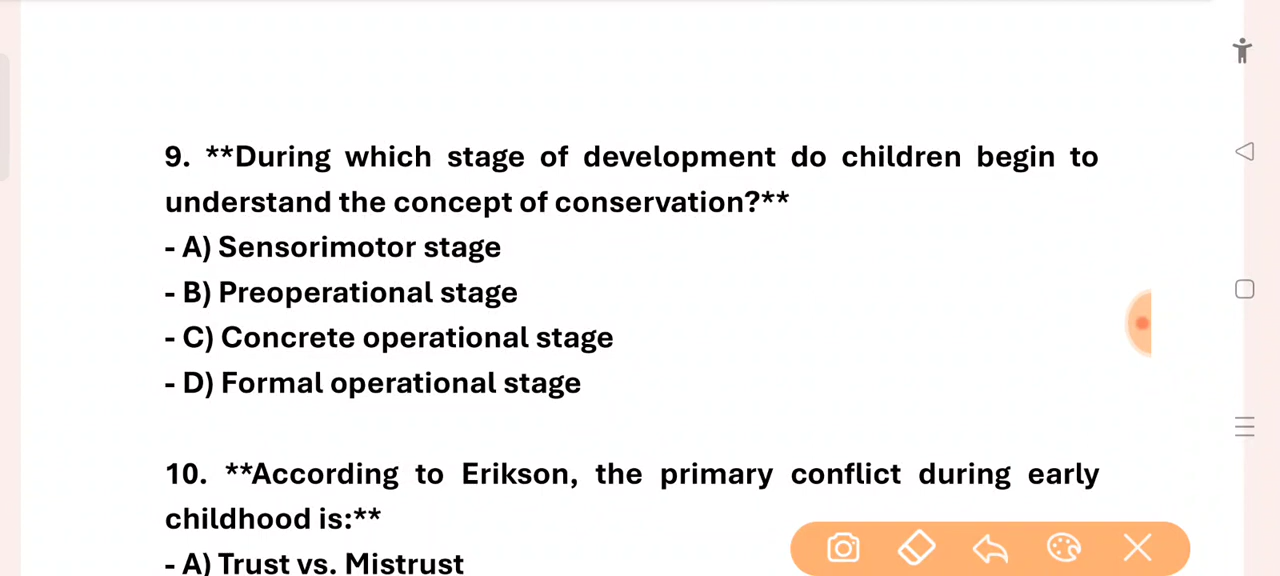 9. **During which stage of development do children begin to
understand the concept of conservation?**
- A) Sensorimotor stage
- B) Preoperational stage
- C) Concrete operational stage
- D) Formal operational stage
10. **According to Erikson, the primary conflict during early
childhood is:**
- A) Trust vs. Mistrust